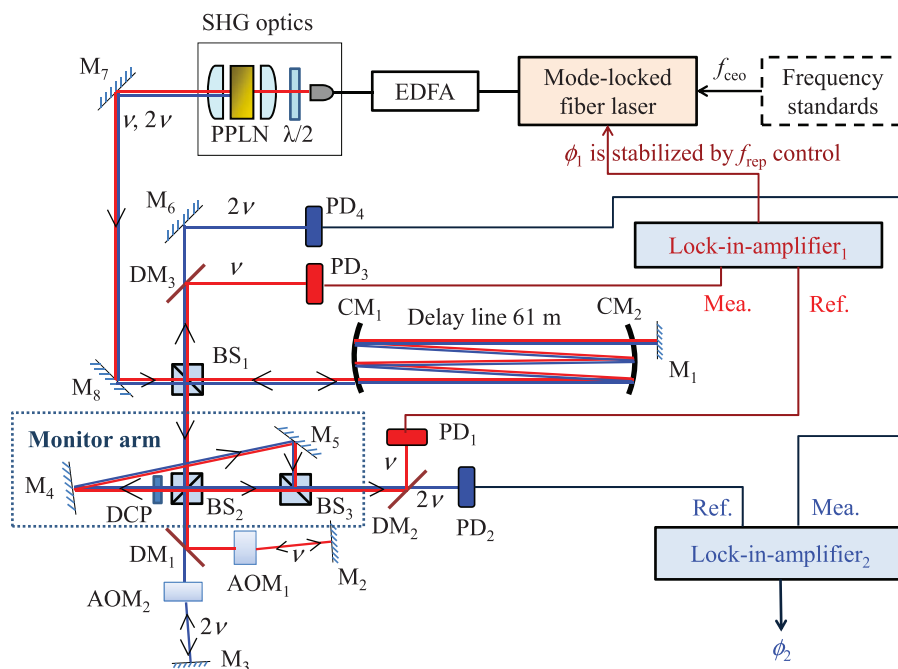 SHG optics
M7
ν, 2ν
PPLN
λ/2
EDFA
Mode-locked
fiber laser
fceo
Frequency
standards
ϕ1 is stabilized by frep control
M6
2ν
PD4
DM3
ν
PD3
Lock-in-amplifier1
Mea.
Ref.
CM1
Delay line 61 m
CM2
M1
BS1
M8
Monitor arm
M5
PD1
M4
ν
DCP
BS2
BS3
2ν
DM2
PD2
Ref.
Mea.
DM1
ν
AOM1
M2
Lock-in-amplifier2
AOM2
2ν
M3
ϕ2